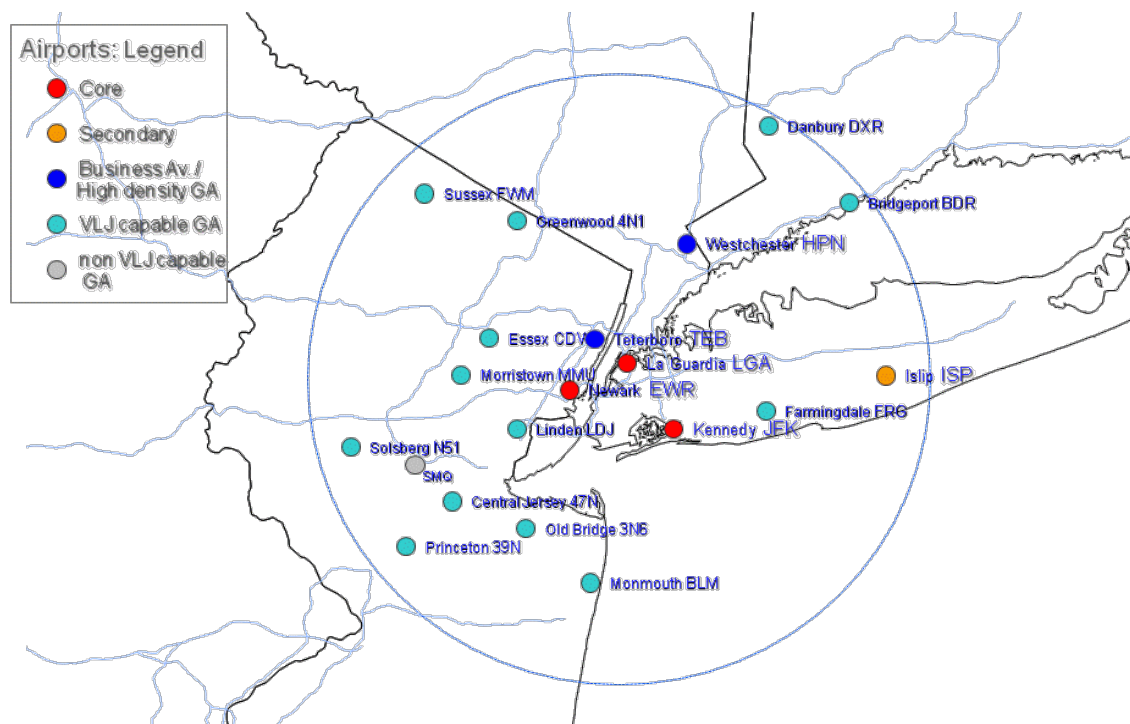 Airports: Legend
Core
Secondary
Business Av./
High density GA
VLJ capable GA
non VLJ capable
GA
Danbury DXR
Sussex FWM
Bridgeport BDR
Greenwood 4N1
Westchester HPN
Essex CDW
Teterboro TEB
La Guardia LGA
Morristown MMU
Islip ISP
Newark EWR
Farmingdale FRG
Linden LDJ
Kennedy JFK
Solsberg N51
SMQ
Central Jersey 47N
Old Bridge 3N6
Princeton 39N
Monmouth BLM